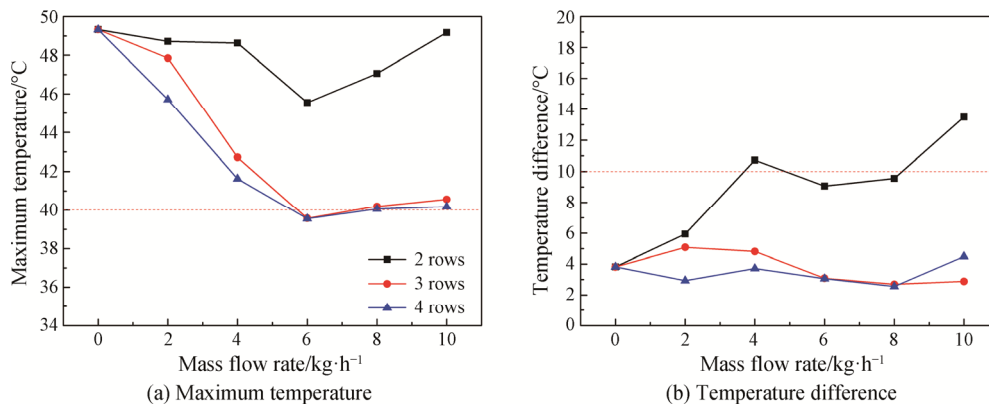 50
48
46
44
42
40
38
36
34
Maximum temperature/°C
2 rows
3 rows
4 rows
0 2 4 6 8 10
Mass flow rate/kg·h⁻¹
(a) Maximum temperature
20
18
16
14
12
10
8
6
4
2
0
Temperature difference/°C
0 2 4 6 8 10
Mass flow rate/kg·h⁻¹
(b) Temperature difference